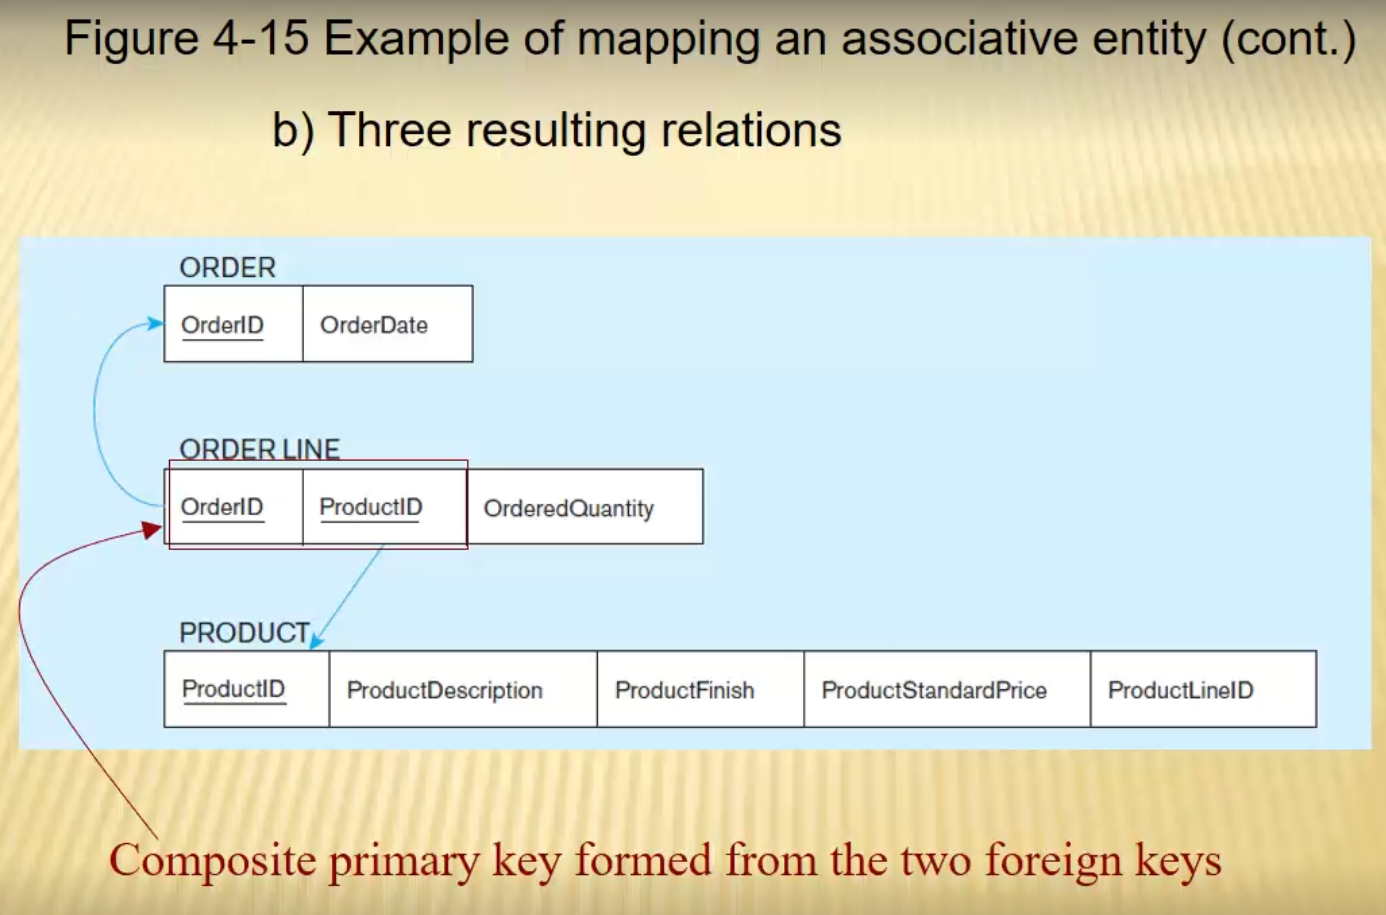 Figure 4-15 Example of mapping an associative entity (cont.)
b) Three resulting relations
ORDER
OrderID OrderDate
ORDER LINE
OrderID ProductID OrderedQuantity
PRODUCT
ProductID ProductDescription ProductFinish ProductStandardPrice ProductLineID
Composite primary key formed from the two foreign keys